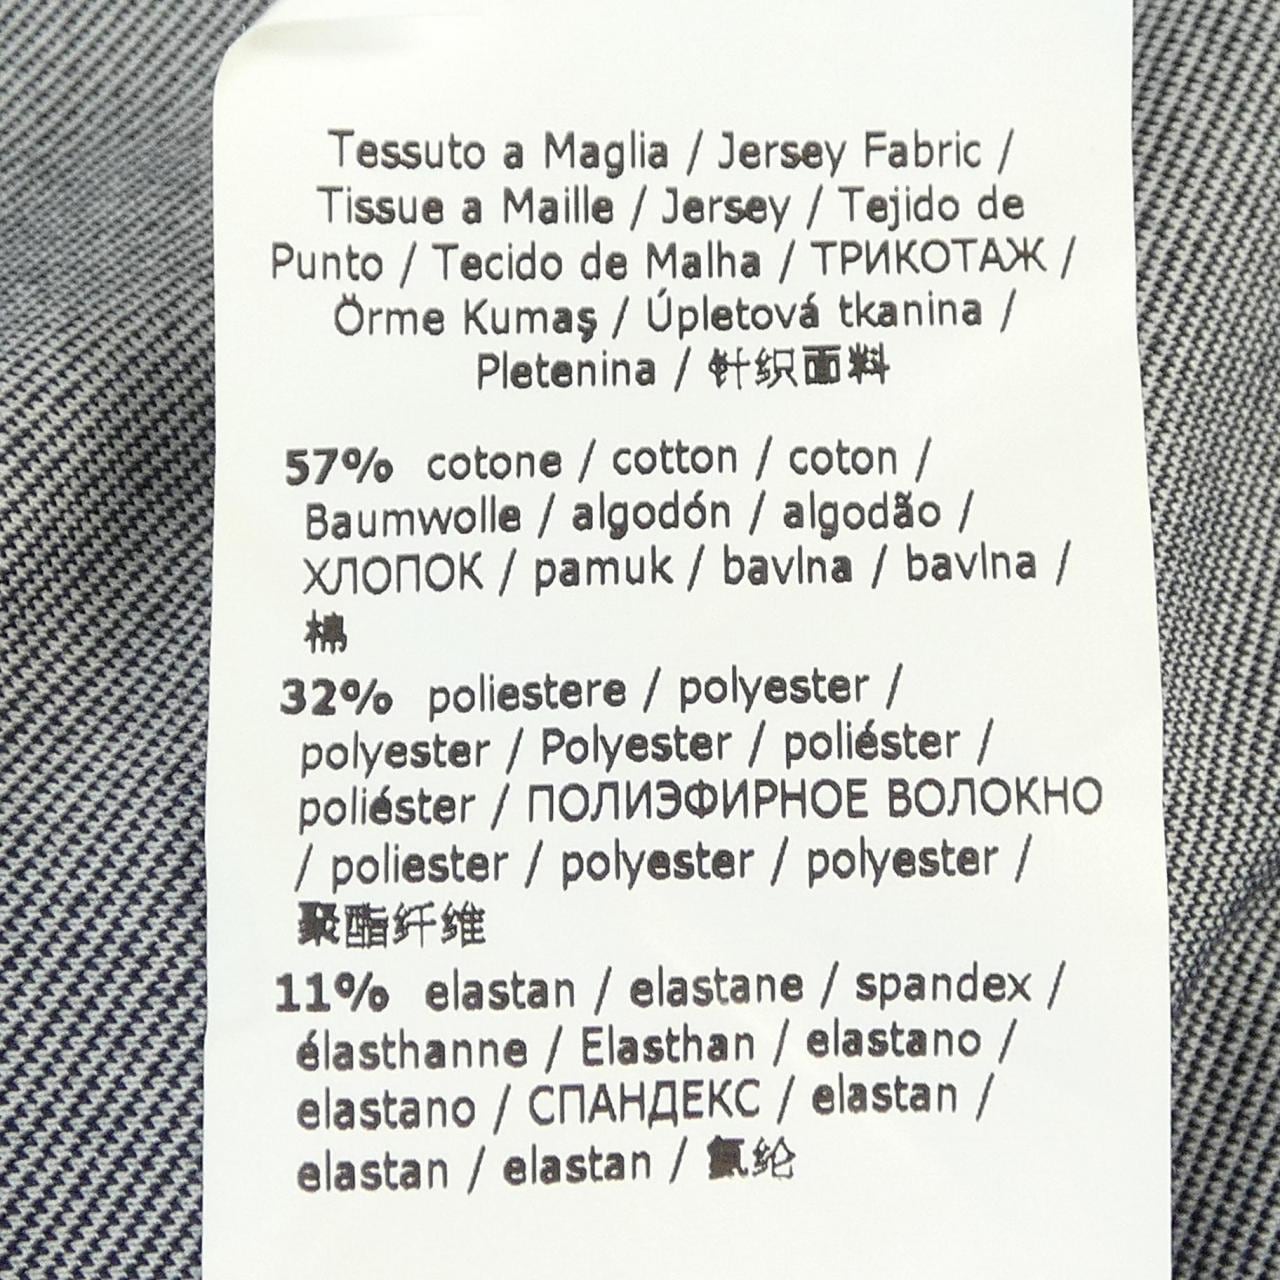 Tessuto a Maglia / Jersey Fabric /
Tissue a Maille / Jersey / Tejido de
Punto / Tecido de Malha / ТРИКОТАЖ /
Örme Kumaş / Úpletová tkanina /
Pletenina / 针织面料
57% cotone / cotton / coton /
Baumwolle / algodón / algodão /
ХЛОПОК / pamuk / bavlna / bavlna /
棉
32% poliestere / polyester /
polyester / Polyester / poliéster /
poliéster / ПОЛИЭФИРНОЕ ВОЛОКНО
/ poliester / polyester / polyester /
聚酯纤维
11% elastan / elastane / spandex /
élasthanne / Elasthan / elastano /
elastano / СПАНДЕКС / elastan /
elastan / elastan / 氨纶